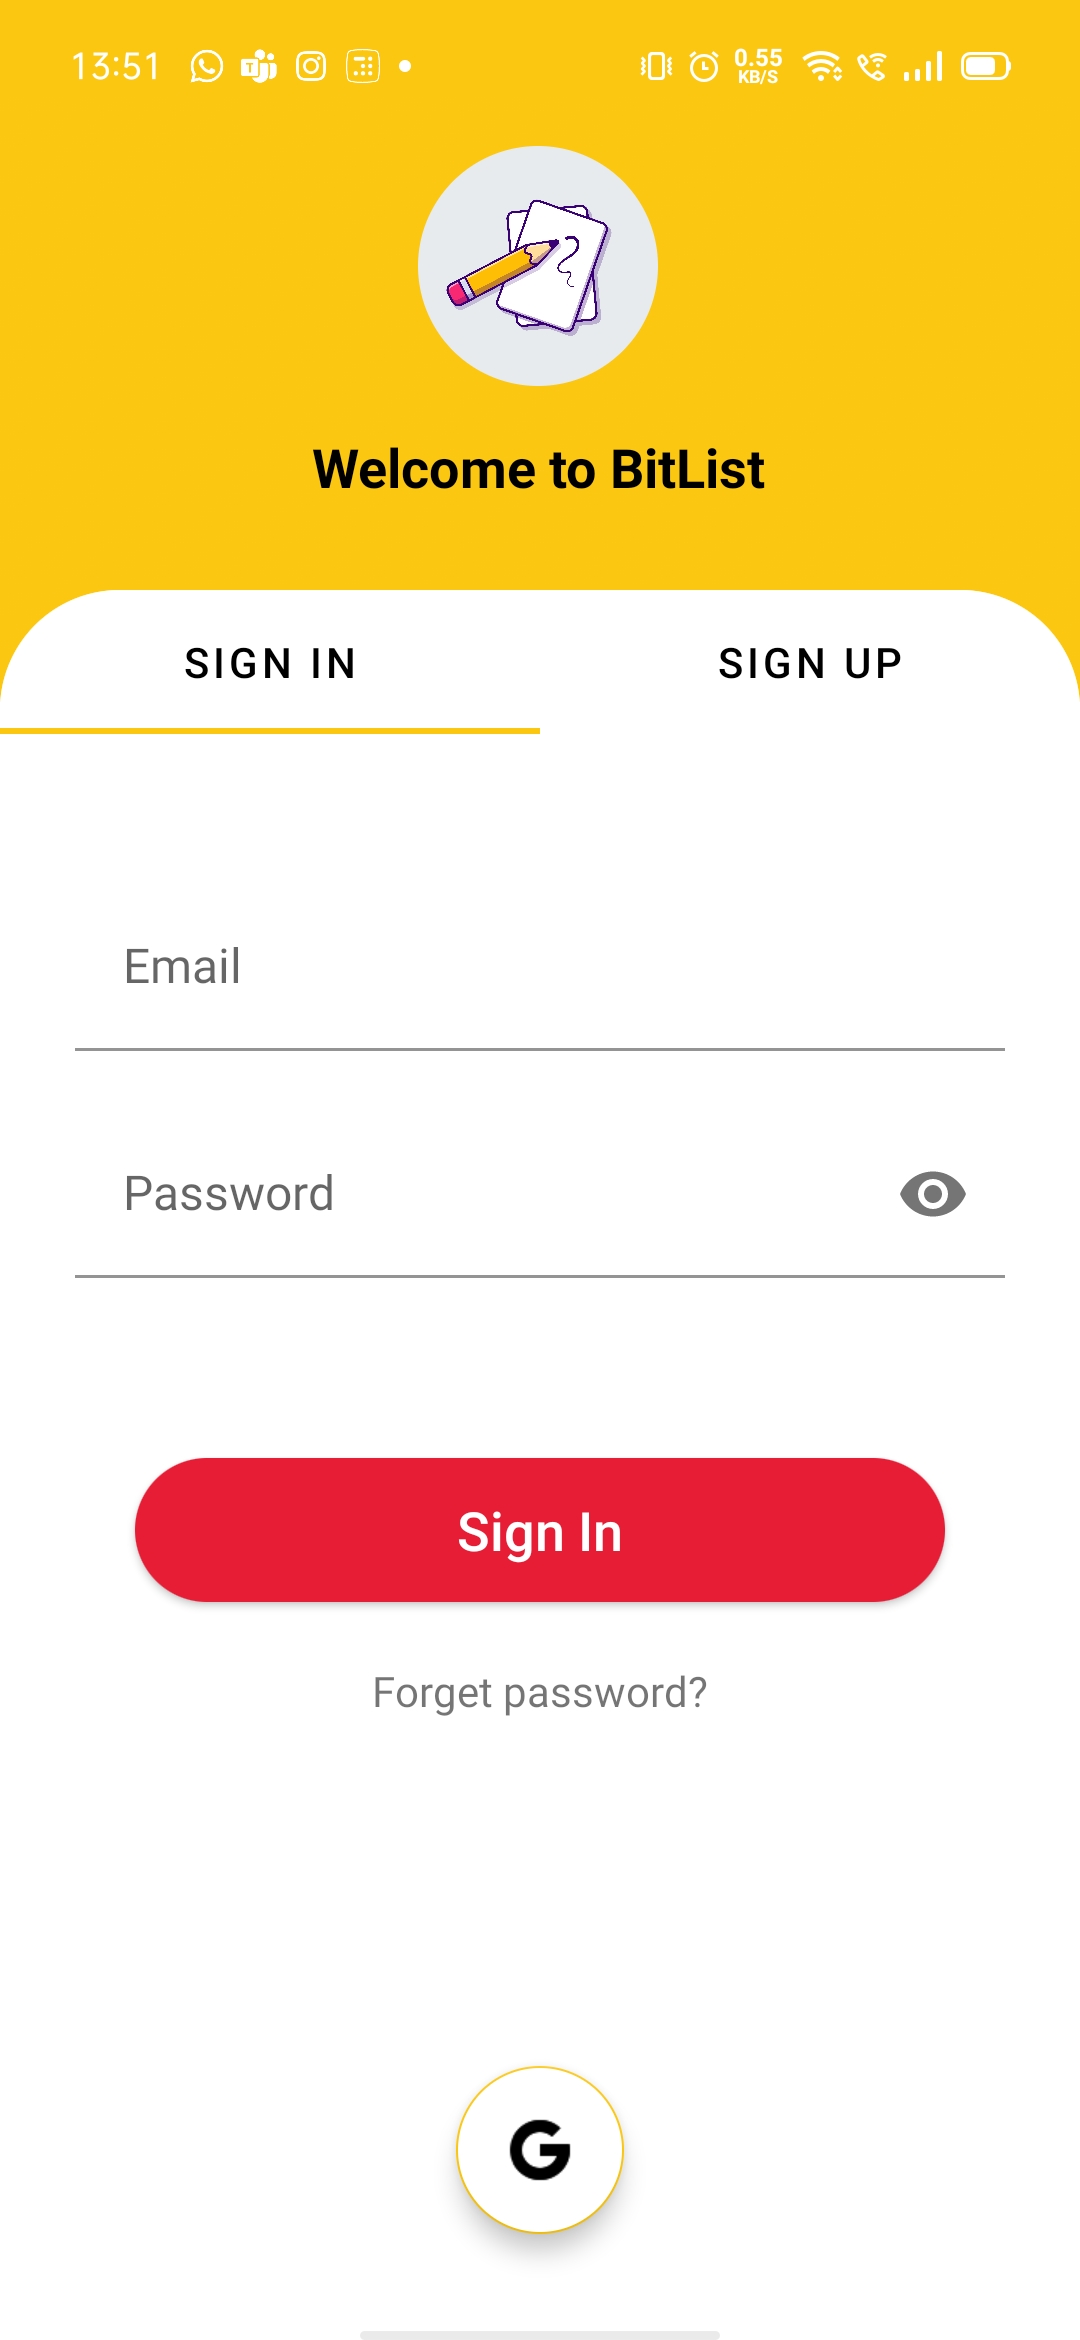 13:51
0.55
KB/S
Welcome to BitList
SIGN IN
SIGN UP
Email
Password
Sign In
Forget password?
G